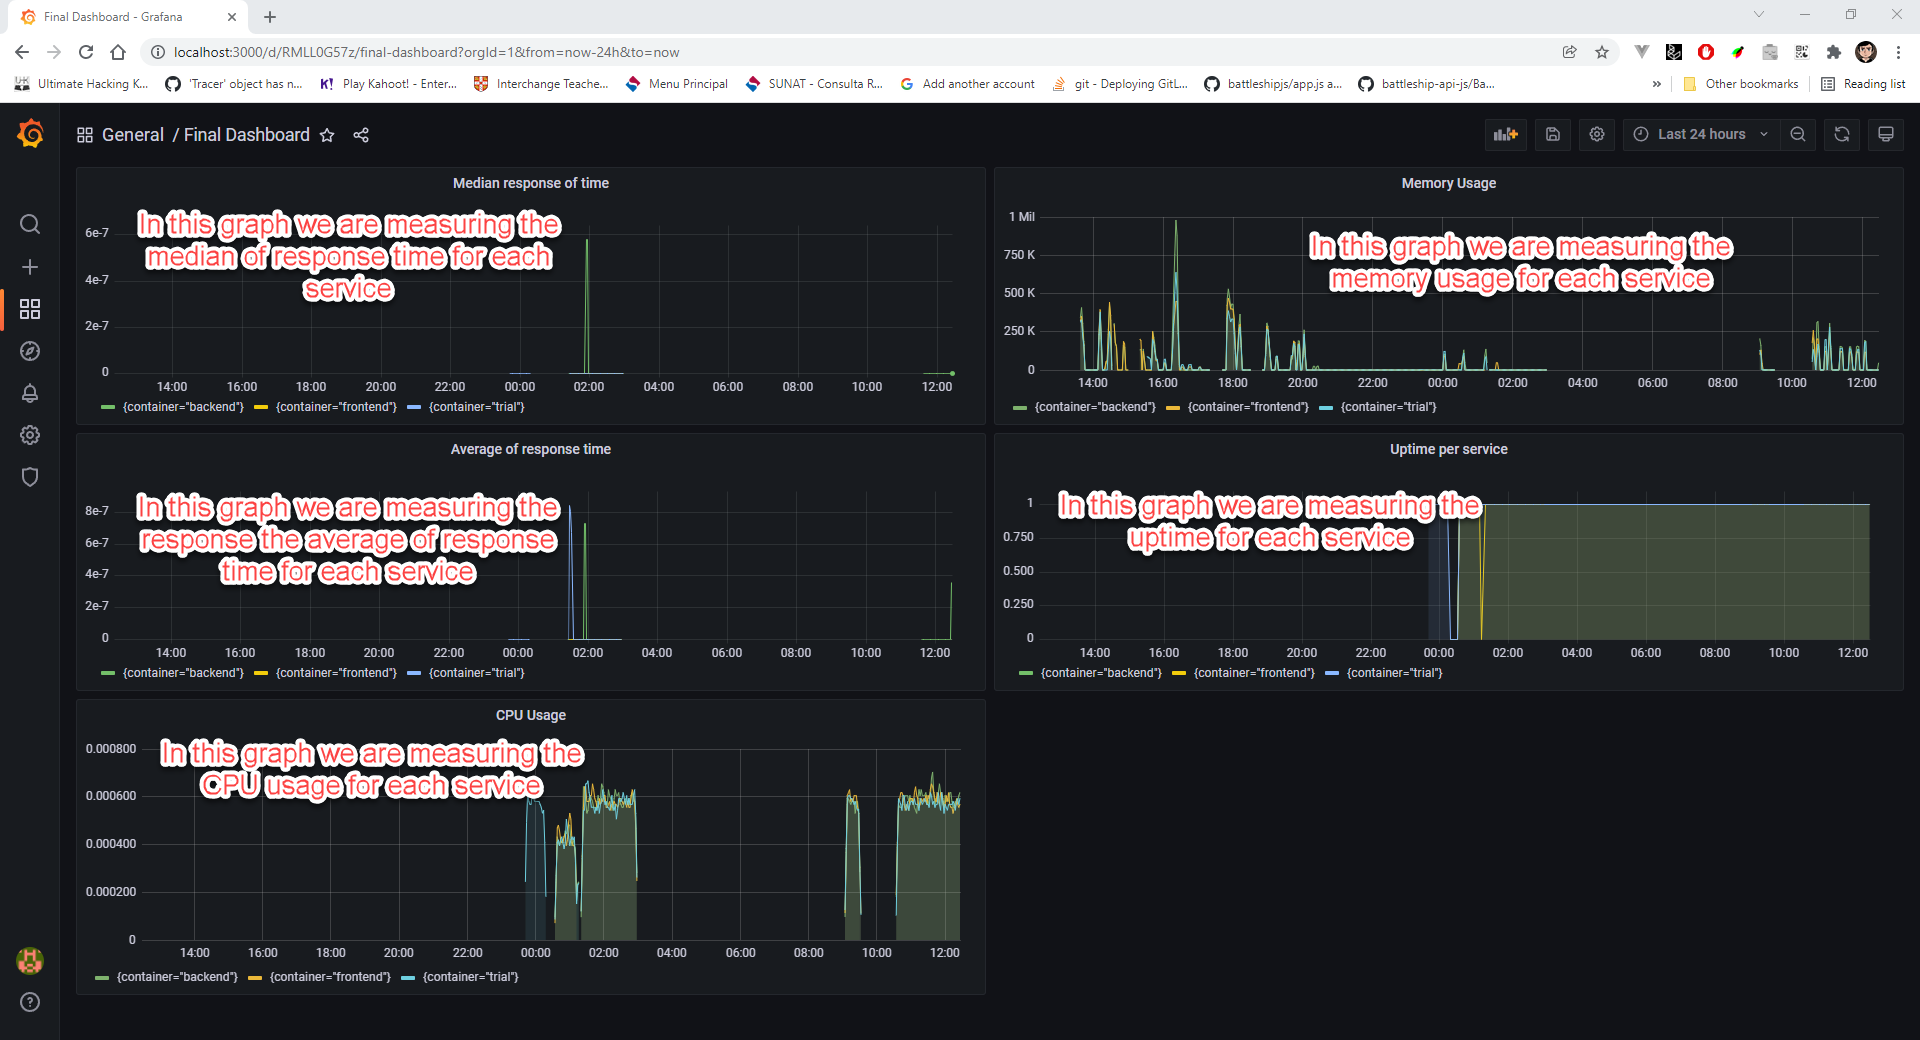 Final Dashboard - Grafana
localhost:3000/d/RMLL0G57z/final-dashboard?orgId=1&from=now-24h&to=now
Ultimate Hacking K...
'Tracer' object has n...
K!
Play Kahoot! - Enter...
Interchange Teache...
Menu Principal
SUNAT - Consulta R...
Add another account
git - Deploying GitL...
battleshipjs/app.js a...
battleship-api-js/Ba...
Other bookmarks
Reading list
General / Final Dashboard
Last 24 hours
Median response of time
In this graph we are measuring the
median of response time for each
service
6e-7
4e-7
2e-7
0
14:00 16:00 18:00 20:00 22:00 00:00 02:00 04:00 06:00 08:00 10:00 12:00
{container="backend"} {container="frontend"} {container="trial"}
Memory Usage
In this graph we are measuring the
memory usage for each service
1 Mil
750 K
500 K
250 K
0
14:00 16:00 18:00 20:00 22:00 00:00 02:00 04:00 06:00 08:00 10:00 12:00
{container="backend"} {container="frontend"} {container="trial"}
Average of response time
In this graph we are measuring the
response the average of response
time for each service
8e-7
6e-7
4e-7
2e-7
0
14:00 16:00 18:00 20:00 22:00 00:00 02:00 04:00 06:00 08:00 10:00 12:00
{container="backend"} {container="frontend"} {container="trial"}
Uptime per service
In this graph we are measuring the
uptime for each service
1
0.750
0.500
0.250
0
14:00 16:00 18:00 20:00 22:00 00:00 02:00 04:00 06:00 08:00 10:00 12:00
{container="backend"} {container="frontend"} {container="trial"}
CPU Usage
In this graph we are measuring the
CPU usage for each service
0.000800
0.000600
0.000400
0.000200
0
14:00 16:00 18:00 20:00 22:00 00:00 02:00 04:00 06:00 08:00 10:00 12:00
{container="backend"} {container="frontend"} {container="trial"}